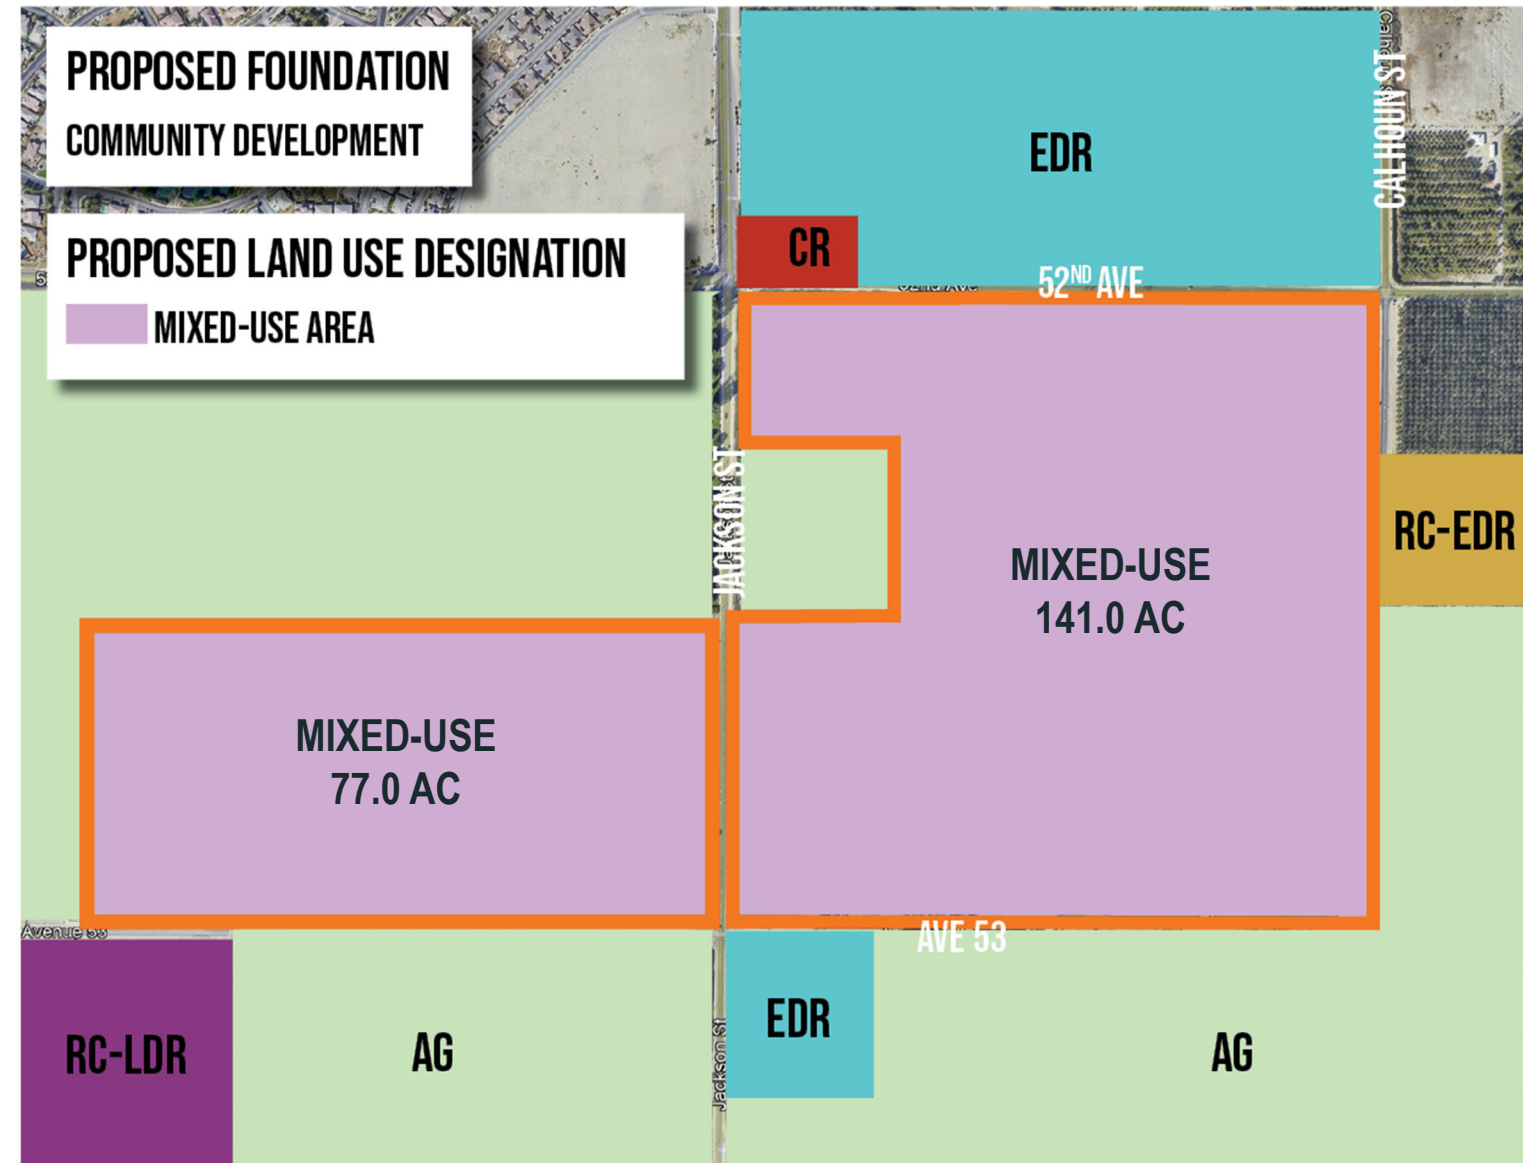 PROPOSED FOUNDATION
COMMUNITY DEVELOPMENT
PROPOSED LAND USE DESIGNATION
MIXED-USE AREA
EDR
CALHOUN ST
CR
52ND AVE
52nd Ave
JACKSON ST
RC-EDR
MIXED-USE
141.0 AC
MIXED-USE
77.0 AC
Avenue 53
AVE 53
RC-LDR
AG
Jackson St
EDR
AG